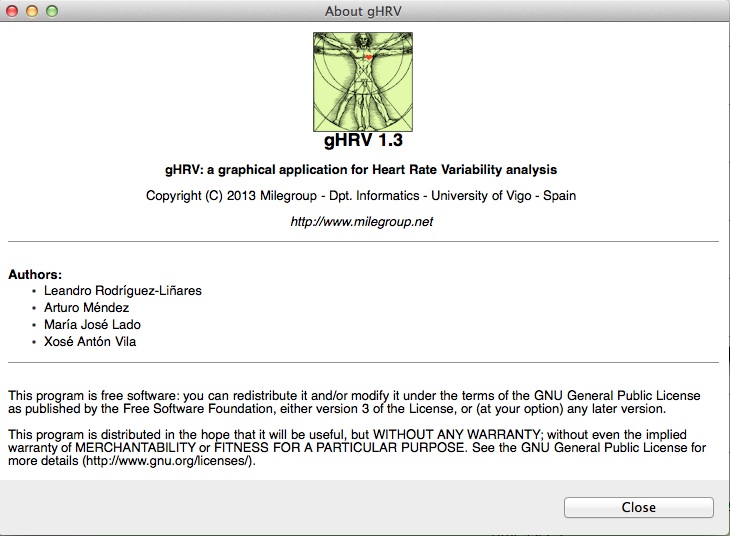 About gHRV
gHRV 1.3
gHRV: a graphical application for Heart Rate Variability analysis
Copyright (C) 2013 Milegroup - Dpt. Informatics - University of Vigo - Spain
http://www.milegroup.net
Authors:
• Leandro Rodríguez-Liñares
• Arturo Méndez
• María José Lado
• Xosé Antón Vila
This program is free software: you can redistribute it and/or modify it under the terms of the GNU General Public License
as published by the Free Software Foundation, either version 3 of the License, or (at your option) any later version.
This program is distributed in the hope that it will be useful, but WITHOUT ANY WARRANTY; without even the implied
warranty of MERCHANTABILITY or FITNESS FOR A PARTICULAR PURPOSE. See the GNU General Public License for
more details (http://www.gnu.org/licenses/).
Close